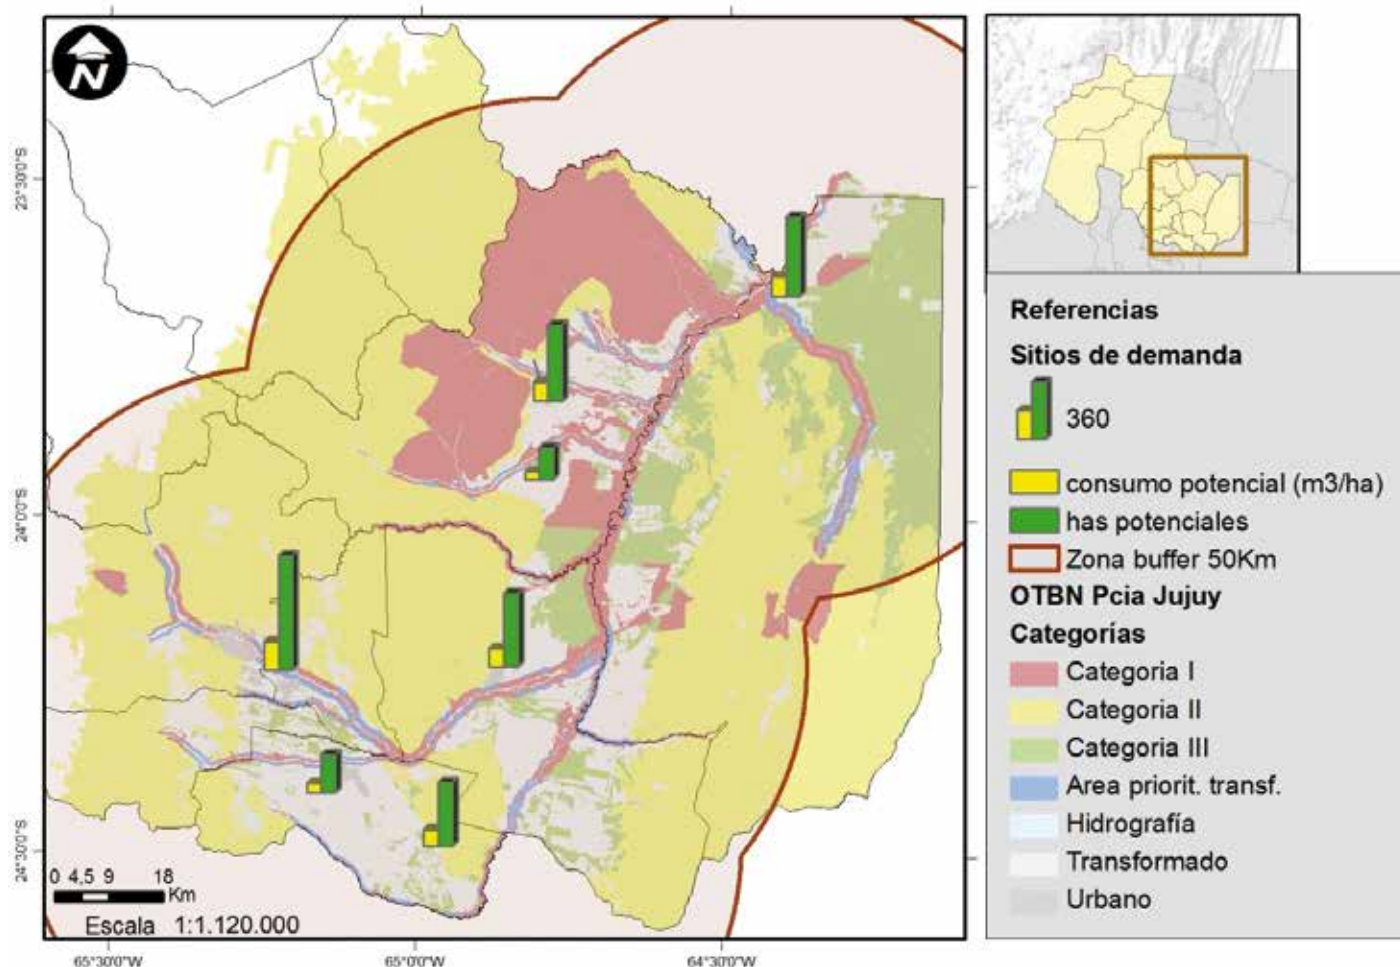 N
23°30'0"S
24°0'0"S
24°30'0"S
0 4,5 9 18
Km
Escala 1:1.120.000
65°30'0"W
65°0'0"W
64°30'0"W
Referencias
Sitios de demanda
360
consumo potencial (m3/ha)
has potenciales
Zona buffer 50Km
OTBN Pcia Jujuy
Categorías
Categoria I
Categoria II
Categoria III
Area priorit. transf.
Hidrografía
Transformado
Urbano